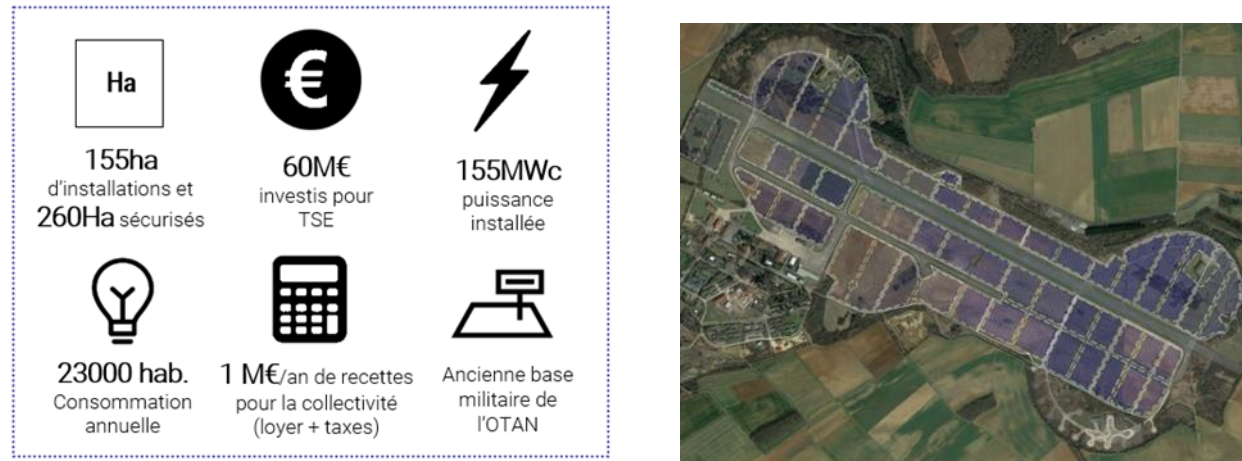 Ha
155ha
d'installations et
260Ha sécurisés
€
60M€
investis pour
TSE
155MWc
puissance
installée
23000 hab.
Consommation
annuelle
1 M€/an de recettes
pour la collectivité
(loyer + taxes)
Ancienne base
militaire de
l'OTAN